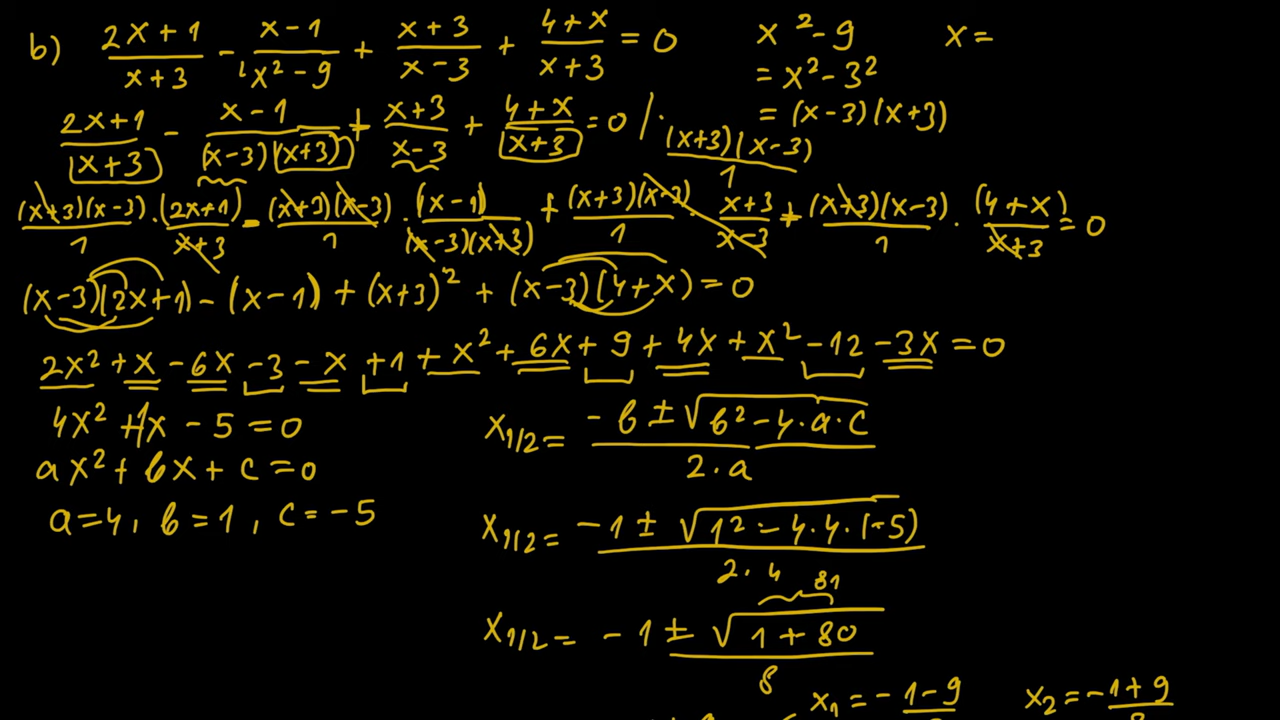 b) (2x+1)/(x+3) - (x-1)/(x²-9) + (x+3)/(x-3) + (4+x)/(x+3) = 0
x²-9
= x²-3²
= (x-3)(x+3)
x=
(2x+1)/(x+3) - (x-1)/((x-3)(x+3)) + (x+3)/(x-3) + (4+x)/(x+3) = 0 /· (x+3)(x-3)/1
(x+3)(x-3)/1 · (2x+1)/(x+3) - (x+3)(x-3)/1 · (x-1)/((x-3)(x+3)) + (x+3)(x-3)/1 · (x+3)/(x-3) + (x+3)(x-3)/1 · (4+x)/(x+3) = 0
(x-3)(2x+1) - (x-1) + (x+3)² + (x-3)(4+x) = 0
2x² + x - 6x - 3 - x + 1 + x² + 6x + 9 + 4x + x² - 12 - 3x = 0
4x² + 1x - 5 = 0
ax² + bx + c = 0
a=4, b=1, c=-5
x1/2 = (-b ± √(b²-4·a·c))/(2·a)
x1/2 = (-1 ± √(1²-4·4·(-5)))/(2·4)
81
x1/2 = (-1 ± √(1+80))/8
x₁ = (-1-9)/8 x₂ = (-1+9)/8